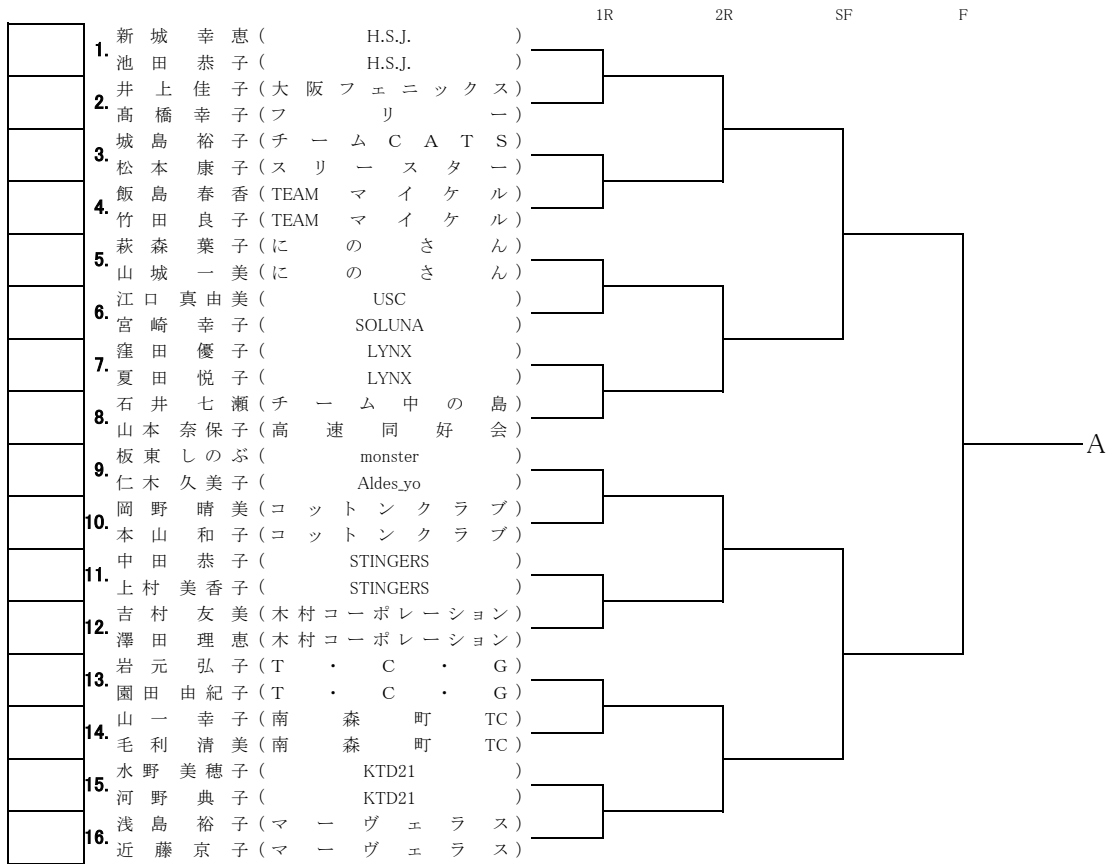 1R 2R SF F
1. 新城 幸恵 ( H.S.J. )
池田 恭子 ( H.S.J. )
2. 井上 佳子 ( 大阪フェニックス )
髙橋 幸子 ( フリー )
3. 城島 裕子 ( チームCATS )
松本 康子 ( スリースター )
4. 飯島 春香 ( TEAM マイケル )
竹田 良子 ( TEAM マイケル )
5. 萩森 葉子 ( にのさん )
山城 一美 ( にのさん )
6. 江口 真由美 ( USC )
宮崎 幸子 ( SOLUNA )
7. 窪田 優子 ( LYNX )
夏田 悦子 ( LYNX )
8. 石井 七瀬 ( チーム中の島 )
山本 奈保子 ( 高速同好会 )
A
9. 板東 しのぶ ( monster )
仁木 久美子 ( Aldes_yo )
10. 岡野 晴美 ( コットンクラブ )
本山 和子 ( コットンクラブ )
11. 中田 恭子 ( STINGERS )
上村 美香子 ( STINGERS )
12. 吉村 友美 ( 木村コーポレーション )
澤田 理恵 ( 木村コーポレーション )
13. 岩元 弘子 ( T・C・G )
園田 由紀子 ( T・C・G )
14. 山一 幸子 ( 南森町TC )
毛利 清美 ( 南森町TC )
15. 水野 美穂子 ( KTD21 )
河野 典子 ( KTD21 )
16. 浅島 裕子 ( マーヴェラス )
近藤 京子 ( マーヴェラス )